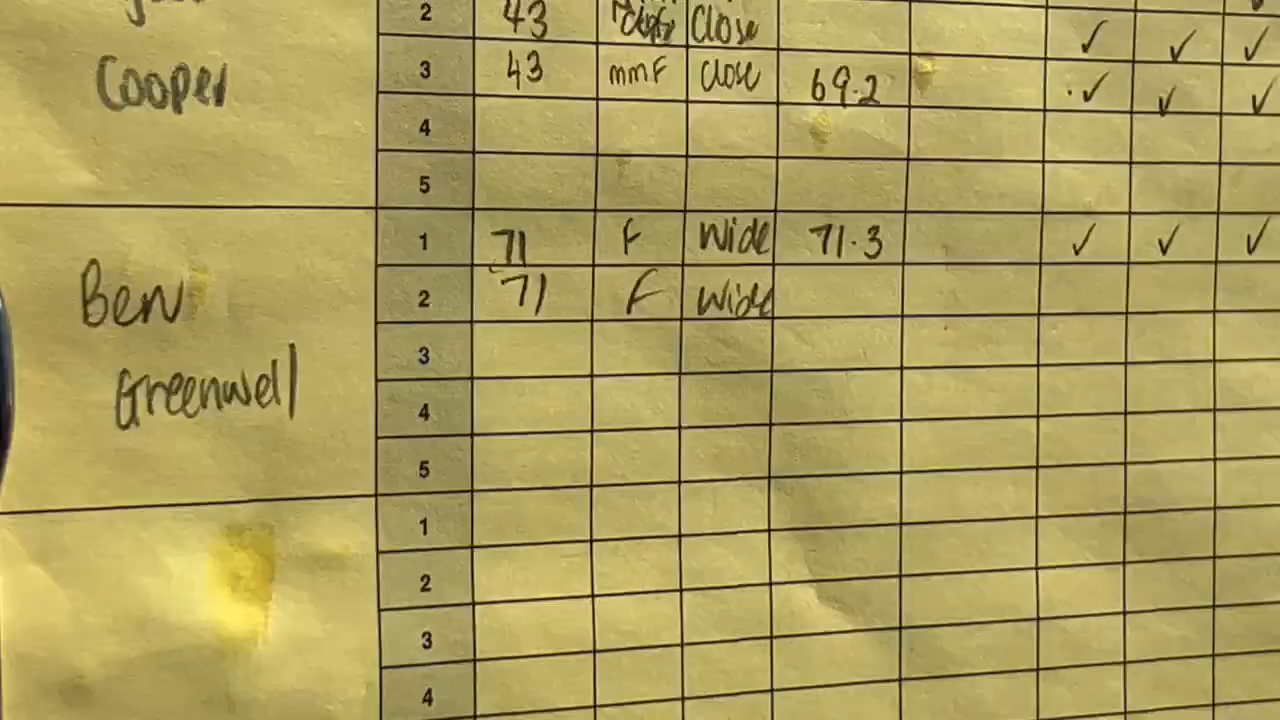 2 43 Close ✓ ✓ ✓
Cooper 3 43 mmF Close 69.2 ✓ ✓ ✓
4
5
1 71 F Wide 71.3 ✓ ✓ ✓
Ben 2 71 F Wide
3
Greenwell 4
5
1
2
3
4